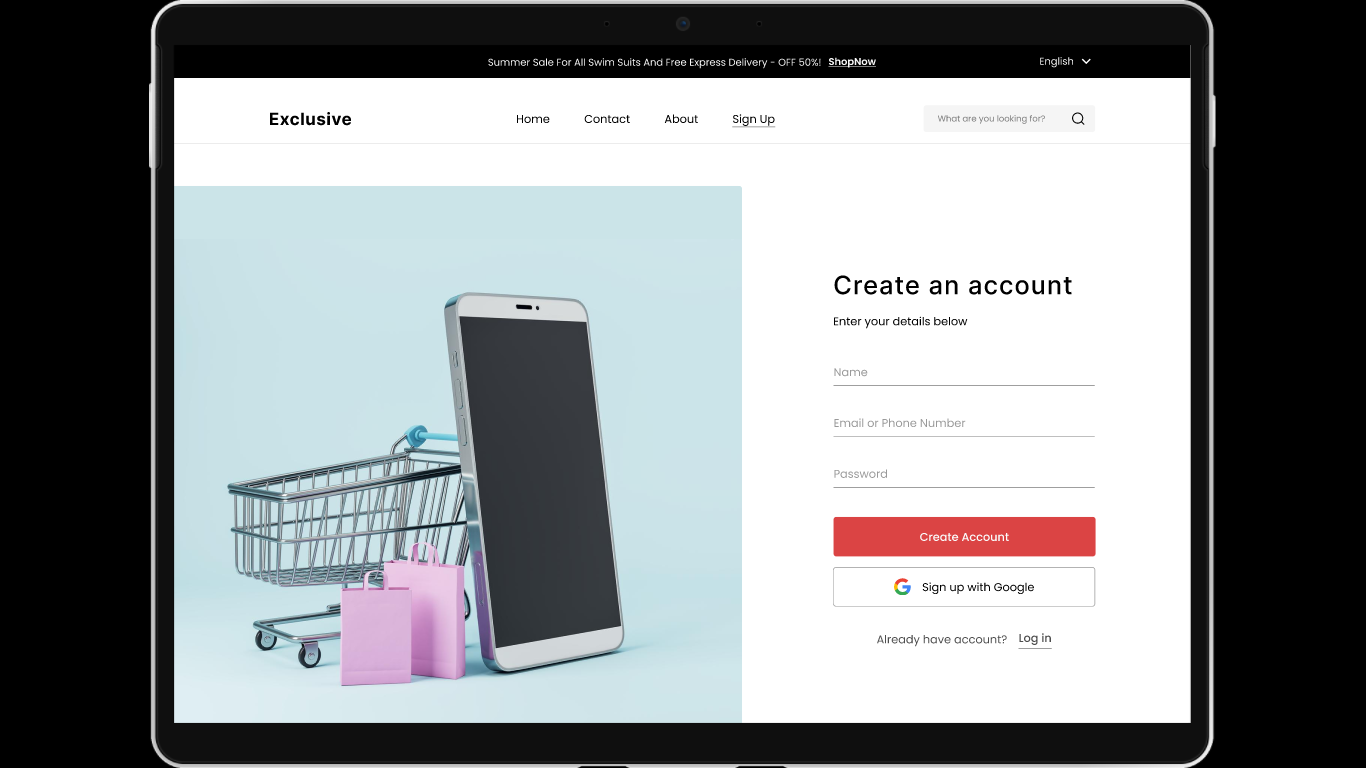 Summer Sale For All Swim Suits And Free Express Delivery - OFF 50%! ShopNow
English
Exclusive
Home Contact About Sign Up
What are you looking for?
Create an account
Enter your details below
Name
Email or Phone Number
Password
Create Account
Sign up with Google
Already have account? Log in